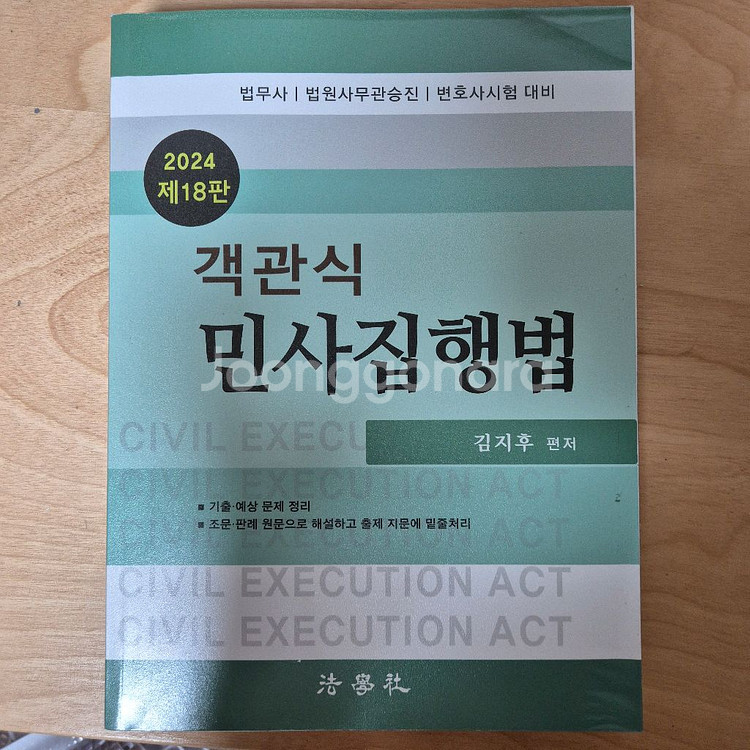 법무사 | 법원사무관승진 | 변호사시험 대비
2024
제18판
객관식
민사집행법
Joonggonara
김지후 편저
CIVIL EXECUTION ACT
CIVIL EXECUTION ACT
■ 기출·예상 문제 정리
■ 조문·판례 원문으로 해설하고 출제 지문에 밑줄처리
CIVIL EXECUTION ACT
CIVIL EXECUTION ACT
CIVIL EXECUTION ACT
法學社